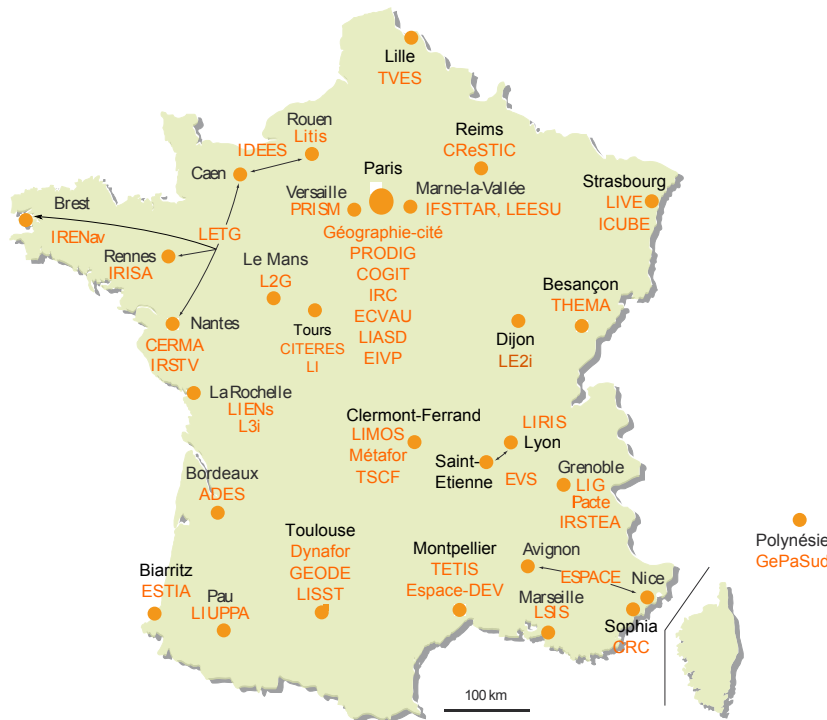 Lille
TVES
Rouen
Litis
IDEES
Caen
Reims
CReSTIC
Paris
Versaille
PRISM
Marne-la-Vallée
IFSTTAR, LEESU
Strasbourg
LIVE
ICUBE
Brest
IRENav
LETG
Rennes
IRISA
Géographie-cité
PRODIG
COGIT
IRC
ECVAU
LIASD
EIVP
Le Mans
L2G
Besançon
THEMA
Nantes
CERMA
IRSTV
Tours
CITERES
LI
Dijon
LE2i
La Rochelle
LIENs
L3i
Clermont-Ferrand
LIMOS
Métafor
TSCF
LIRIS
Lyon
Saint-
Etienne
EVS
Grenoble
LIG
Pacte
IRSTEA
Bordeaux
ADES
Toulouse
Dynafor
GEODE
LISST
Montpellier
TETIS
Espace-DEV
Avignon
ESPACE
Nice
Polynésie
GePaSud
Biarritz
ESTIA
Pau
LIUPPA
Marseille
LSIS
Sophia
CRC
100 km